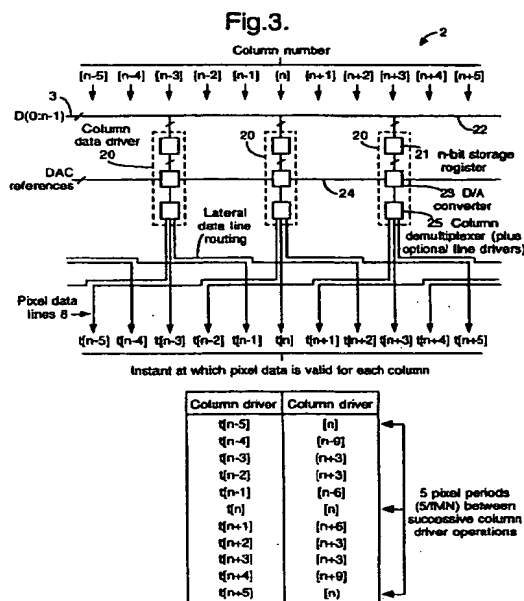 Fig.3.
2
Column number
[n-5] [n-4] [n-3] [n-2] [n-1] [n] [n+1] [n+2] [n+3] [n+4] [n+5]
3
D(0:n-1)
22
Column data driver
20
20
20
21 n-bit storage register
DAC references
24
23 D/A converter
Lateral data line routing
25 Column demultiplexer (plus optional line drivers)
Pixel data lines 8
t[n-5] t[n-4] t[n-3] t[n-2] t[n-1] t[n] t[n+1] t[n+2] t[n+3] t[n+4] t[n+5]
Instant at which pixel data is valid for each column
Column driver Column driver
t[n-5] [n]
t[n-4] [n-9]
t[n-3] [n+3]
t[n-2] [n+3]
t[n-1] [n-6]
t[n] [n]
t[n+1] [n+6]
t[n+2] [n+3]
t[n+3] [n+3]
t[n+4] [n+9]
t[n+5] [n]
5 pixel periods
(5/fMN) between
successive column
driver operations